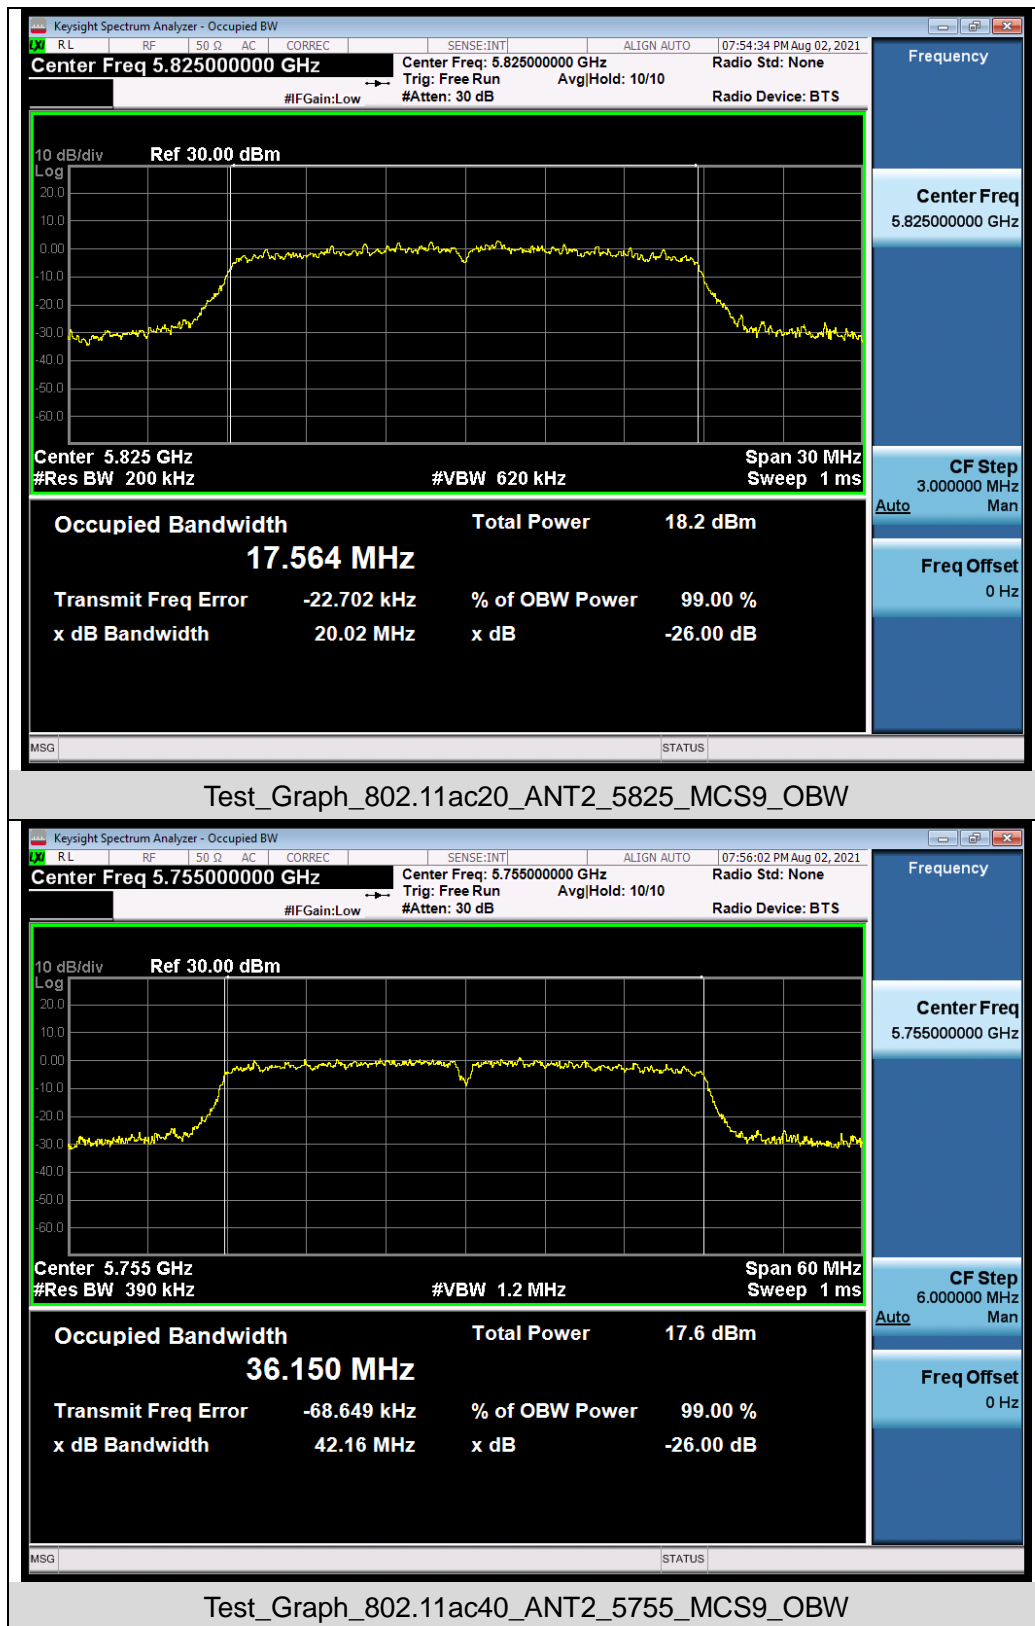 Keysight Spectrum Analyzer - Occupied BW
LXI RL RF 50 Ω AC CORREC SENSE:INT ALIGN AUTO 07:54:34 PM Aug 02, 2021
Center Freq 5.825000000 GHz Center Freq: 5.825000000 GHz Radio Std: None
Trig: Free Run Avg|Hold: 10/10
#IFGain:Low #Atten: 30 dB Radio Device: BTS
Frequency
10 dB/div Ref 30.00 dBm
Log
20.0
10.0
0.00
-10.0
-20.0
-30.0
-40.0
-50.0
-60.0
Center 5.825 GHz Span 30 MHz
#Res BW 200 kHz #VBW 620 kHz Sweep 1 ms
Center Freq
5.825000000 GHz
CF Step
3.000000 MHz
Auto Man
Freq Offset
0 Hz
Occupied Bandwidth Total Power 18.2 dBm
17.564 MHz
Transmit Freq Error -22.702 kHz % of OBW Power 99.00 %
x dB Bandwidth 20.02 MHz x dB -26.00 dB
MSG STATUS
Test_Graph_802.11ac20_ANT2_5825_MCS9_OBW
Keysight Spectrum Analyzer - Occupied BW
LXI RL RF 50 Ω AC CORREC SENSE:INT ALIGN AUTO 07:56:02 PM Aug 02, 2021
Center Freq 5.755000000 GHz Center Freq: 5.755000000 GHz Radio Std: None
Trig: Free Run Avg|Hold: 10/10
#IFGain:Low #Atten: 30 dB Radio Device: BTS
Frequency
10 dB/div Ref 30.00 dBm
Log
20.0
10.0
0.00
-10.0
-20.0
-30.0
-40.0
-50.0
-60.0
Center 5.755 GHz Span 60 MHz
#Res BW 390 kHz #VBW 1.2 MHz Sweep 1 ms
Center Freq
5.755000000 GHz
CF Step
6.000000 MHz
Auto Man
Freq Offset
0 Hz
Occupied Bandwidth Total Power 17.6 dBm
36.150 MHz
Transmit Freq Error -68.649 kHz % of OBW Power 99.00 %
x dB Bandwidth 42.16 MHz x dB -26.00 dB
MSG STATUS
Test_Graph_802.11ac40_ANT2_5755_MCS9_OBW